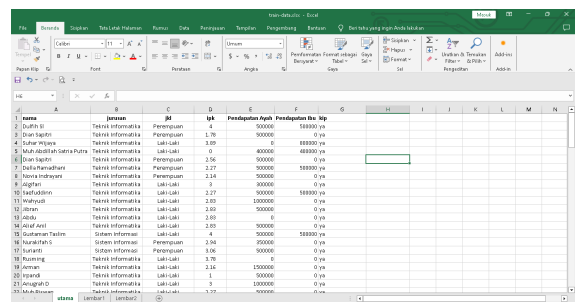 train-data.xlsx - Excel
Masuk
File Beranda Sisipkan Tata Letak Halaman Rumus Data Peninjauan Tampilan Pengembang Bantuan Beri tahu yang ingin Anda lakukan
Tempel
Calibri 11
Umum
Pemformatan Bersyarat Format sebagai Tabel Gaya Sel
Sisipkan
Hapus
Format
Urutkan & Filter Temukan & Pilih Add-ins
Papan Klip Font Perataan Angka Gaya Sel Pengeditan Add-in
H6
A B C D E F G H I J K L M N
1 nama jurusan jkl ipk Pendapatan Ayah Pendapatan Ibu kip
2 Dulfih Sl Teknik Informatika Perempuan 4 500000 500000 ya
3 Dian Sapitri Teknik Informatika Perempuan 1.78 500000 0 ya
4 Suhar Wijaya Teknik Informatika Laki-Laki 3.89 0 800000 ya
5 Muh Abdillah Satria Putra Teknik Informatika Laki-Laki 0 400000 400000 ya
6 Dian Sapitri Teknik Informatika Perempuan 2.56 500000 0 ya
7 Dalia Ramadhani Teknik Informatika Perempuan 2.27 500000 500000 ya
8 Novia Indrayani Teknik Informatika Perempuan 2.14 500000 0 ya
9 Algifari Teknik Informatika Laki-Laki 3 300000 0 ya
10 Saefuddinn Teknik Informatika Laki-Laki 2.27 500000 500000 ya
11 Wahyudi Teknik Informatika Laki-Laki 2.83 1000000 0 ya
12 Jibran Teknik Informatika Laki-Laki 2.83 500000 0 ya
13 Abdu Teknik Informatika Laki-Laki 2.83 0 0 ya
14 Alief Amil Teknik Informatika Laki-Laki 2.83 500000 0 ya
15 Gustaman Taslim Sistem Informasi Laki-Laki 4 500000 500000 ya
16 Nurakifah S Sistem Informasi Perempuan 2.94 350000 0 ya
17 Sunanti Sistem Informasi Perempuan 3.06 500000 0 ya
18 Rusming Sistem Informasi Laki-Laki 3.78 0 0 ya
19 Arman Teknik Informatika Laki-Laki 2.16 1500000 0 ya
20 Irpandi Teknik Informatika Laki-Laki 1 500000 0 ya
21 Anugrah D Teknik Informatika Laki-Laki 3 1000000 0 ya
utama Lembar1 Lembar2